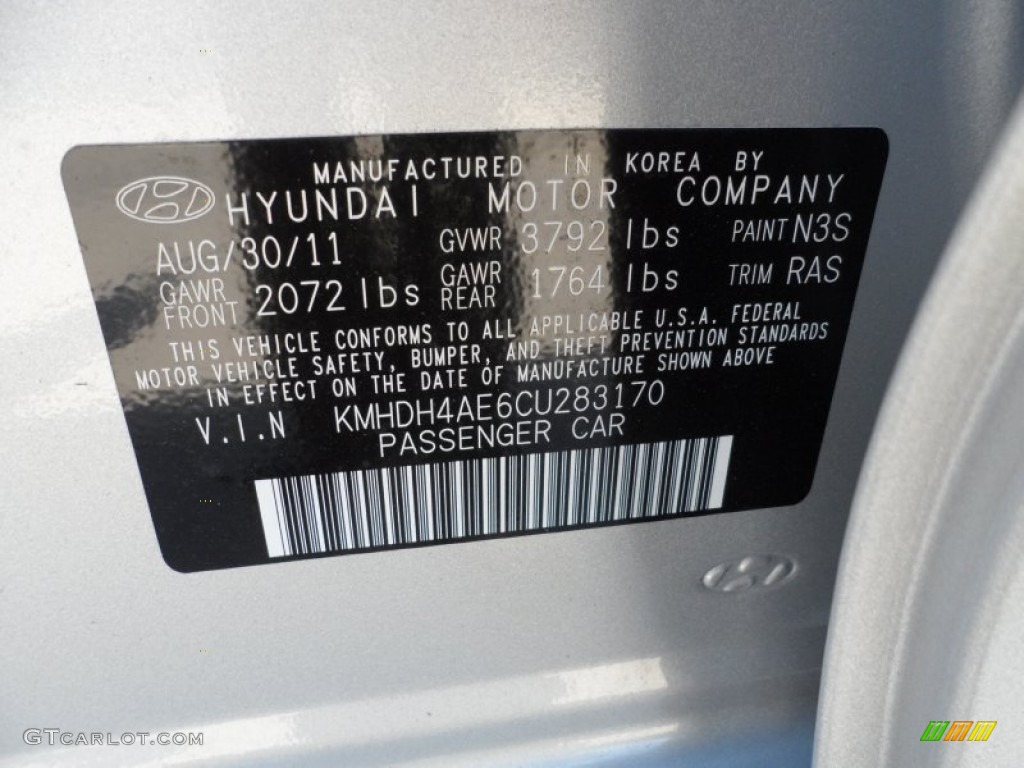 MANUFACTURED IN KOREA BY
HYUNDAI MOTOR COMPANY
AUG/30/11 GVWR 3792 lbs PAINT N3S
GAWR FRONT 2072 lbs GAWR REAR 1764 lbs TRIM RAS
THIS VEHICLE CONFORMS TO ALL APPLICABLE U.S.A. FEDERAL
MOTOR VEHICLE SAFETY, BUMPER, AND THEFT PREVENTION STANDARDS
IN EFFECT ON THE DATE OF MANUFACTURE SHOWN ABOVE
V.I.N KMHDH4AE6CU283170
PASSENGER CAR
GTCARLOT.COM